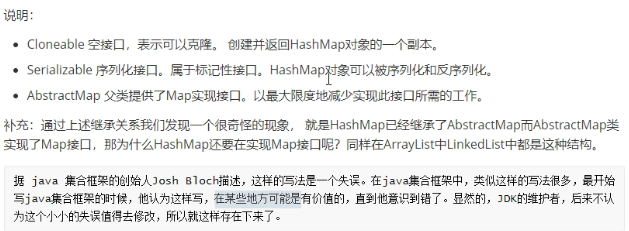 说明：
Cloneable 空接口，表示可以克隆。 创建并返回HashMap对象的一个副本。
Serializable 序列化接口。属于标记性接口。HashMap对象可以被序列化和反序列化。
AbstractMap 父类提供了Map实现接口。以最大限度地减少实现此接口所需的工作。
补充：通过上述继承关系我们发现一个很奇怪的现象， 就是HashMap已经继承了AbstractMap而AbstractMap类
实现了Map接口，那为什么HashMap还要在实现Map接口呢？同样在ArrayList中LinkedList中都是这种结构。
据 java 集合框架的创始人Josh Bloch描述，这样的写法是一个失误。在java集合框架中，类似这样的写法很多，最开始
写java集合框架的时候，他认为这样写，在某些地方可能是有价值的，直到他意识到错了。显然的，JDK的维护者，后来不认
为这个小小的失误值得去修改，所以就这样存在下来了。